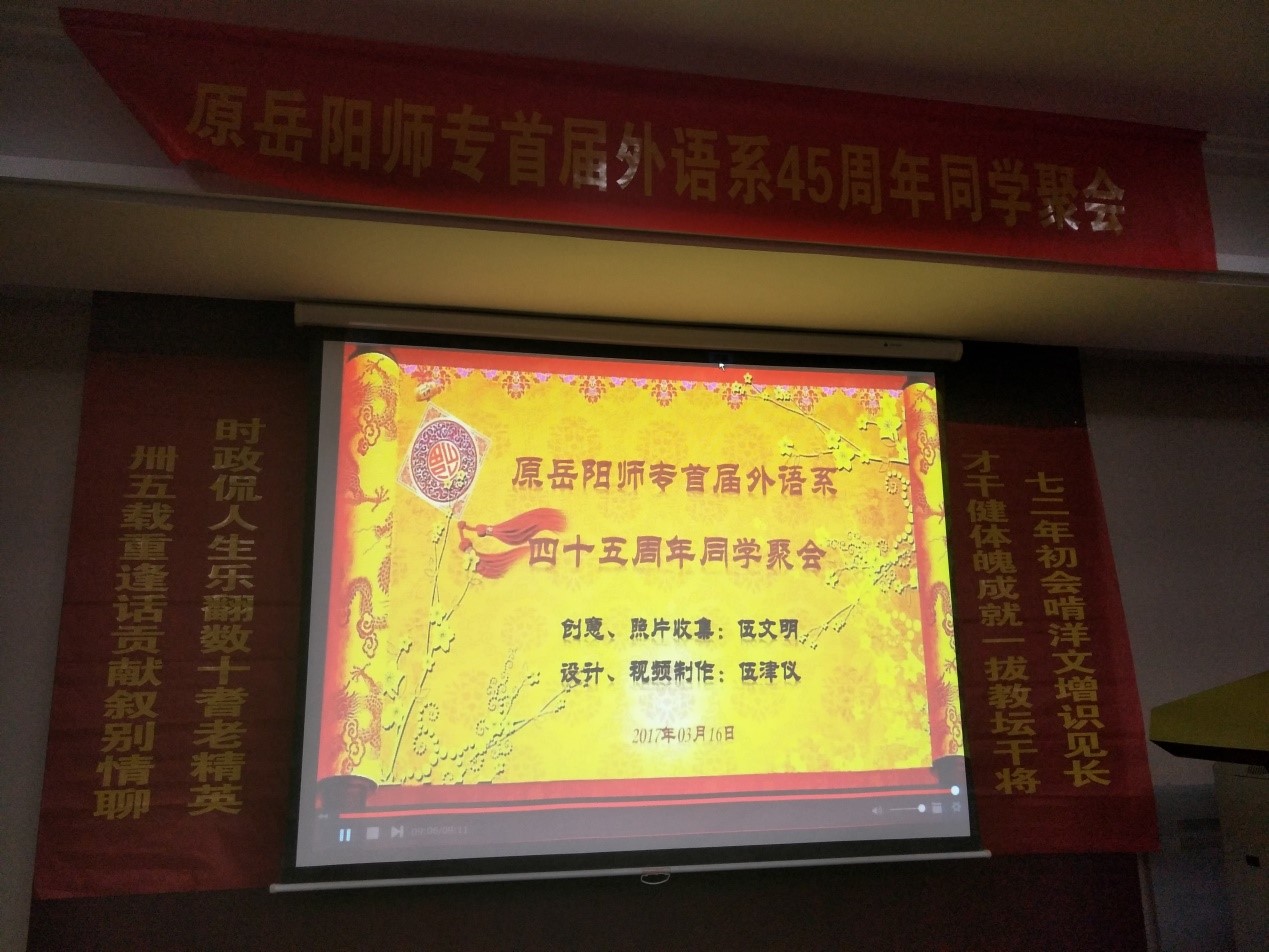 原岳阳师专首届外语系45周年同学聚会
原岳阳师专首届外语系
四十五周年同学聚会
创意、照片收集：伍文明
设计、视频制作：伍津仪
2017年03月16日
七二年初会啃洋文增识见长
才干健体魄成就一拔教坛干将
时政侃人生乐翻数十耆老精英
卌五载重逢话贡献叙别情聊